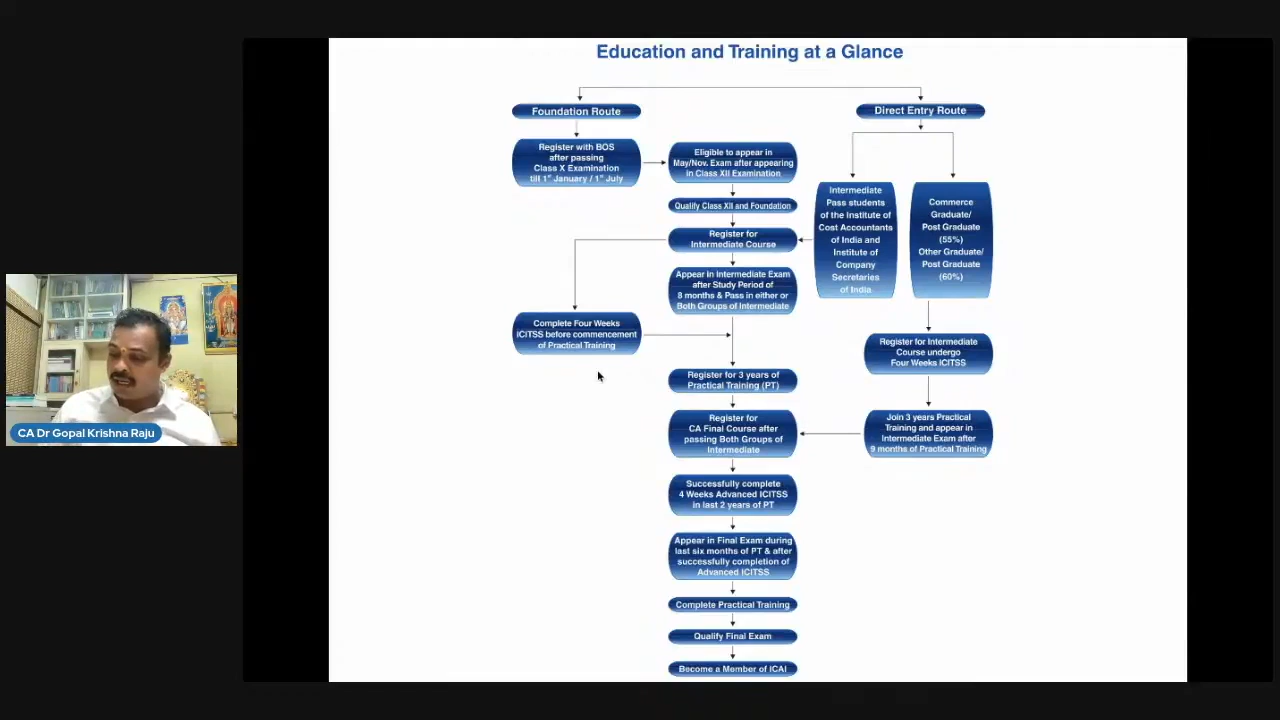 Education and Training at a Glance
Foundation Route
Direct Entry Route
Register with BOS
after passing
Class X Examination
till 1st January / 1st July
Eligible to appear in
May/Nov. Exam after appearing
in Class XII Examination
Qualify Class XII and Foundation
Register for
Intermediate Course
Appear in Intermediate Exam
after Study Period of
8 months & Pass in either or
Both Groups of Intermediate
Intermediate
Pass students
of the Institute of
Cost Accountants
of India and
Institute of
Company
Secretaries
of India
Commerce
Graduate/
Post Graduate
(55%)
Other Graduate/
Post Graduate
(60%)
Complete Four Weeks
ICITSS before commencement
of Practical Training
Register for Intermediate
Course undergo
Four Weeks ICITSS
Register for 3 years of
Practical Training (PT)
Register for
CA Final Course after
passing Both Groups of
Intermediate
Join 3 years Practical
Training and appear in
Intermediate Exam after
9 months of Practical Training
Successfully complete
4 Weeks Advanced ICITSS
in last 2 years of PT
Appear in Final Exam during
last six months of PT & after
successfully completion of
Advanced ICITSS
Complete Practical Training
Qualify Final Exam
Become a Member of ICAI
CA Dr Gopal Krishna Raju